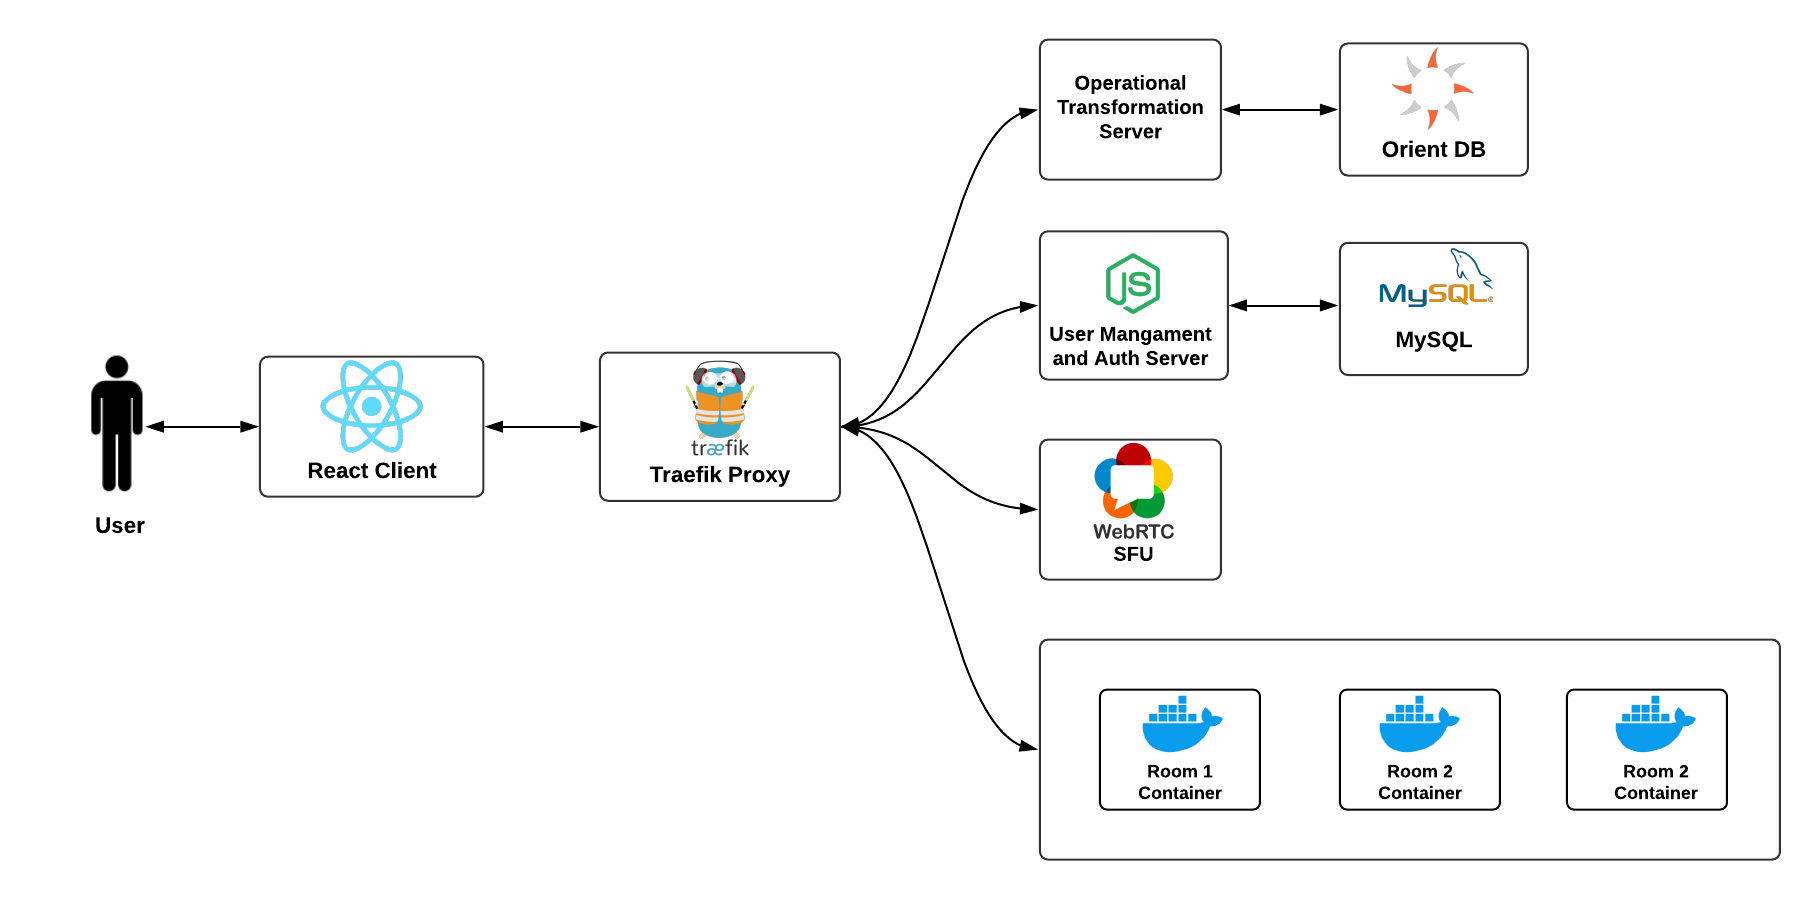 User
React Client
træfik
Traefik Proxy
Operational
Transformation
Server
Orient DB
JS
User Mangament
and Auth Server
MySQL®
MySQL
WebRTC
SFU
Room 1
Container
Room 2
Container
Room 2
Container